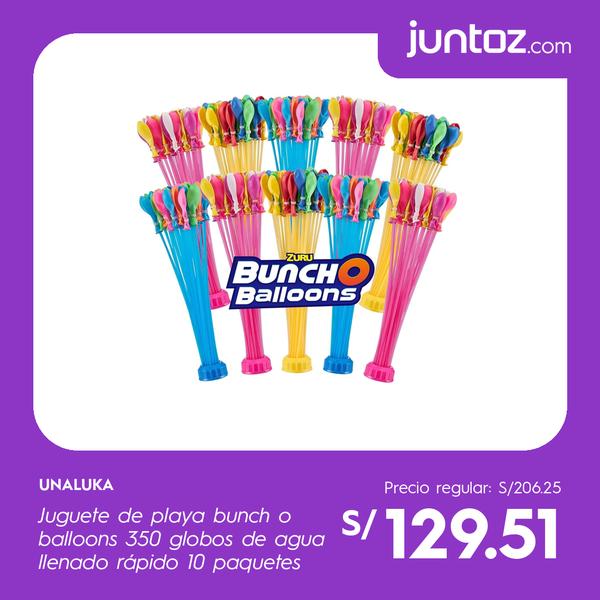 juntoz.com
ZURU
BUNCH O
Balloons
UNALUKA
Juguete de playa bunch o
balloons 350 globos de agua
llenado rápido 10 paquetes
Precio regular: S/206.25
S/129.51